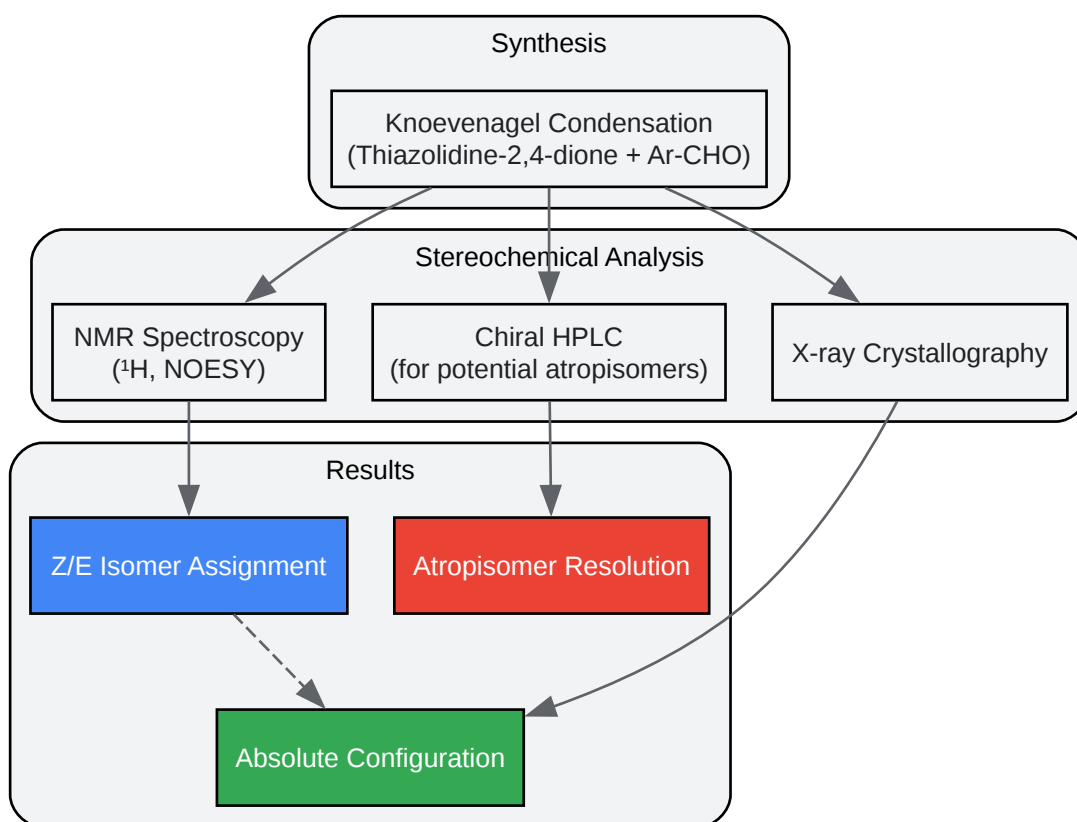 Synthesis
Knoevenagel Condensation
(Thiazolidine-2,4-dione + Ar-CHO)
Stereochemical Analysis
NMR Spectroscopy
(¹H, NOESY)
Chiral HPLC
(for potential atropisomers)
X-ray Crystallography
Results
Z/E Isomer Assignment
Atropisomer Resolution
Absolute Configuration